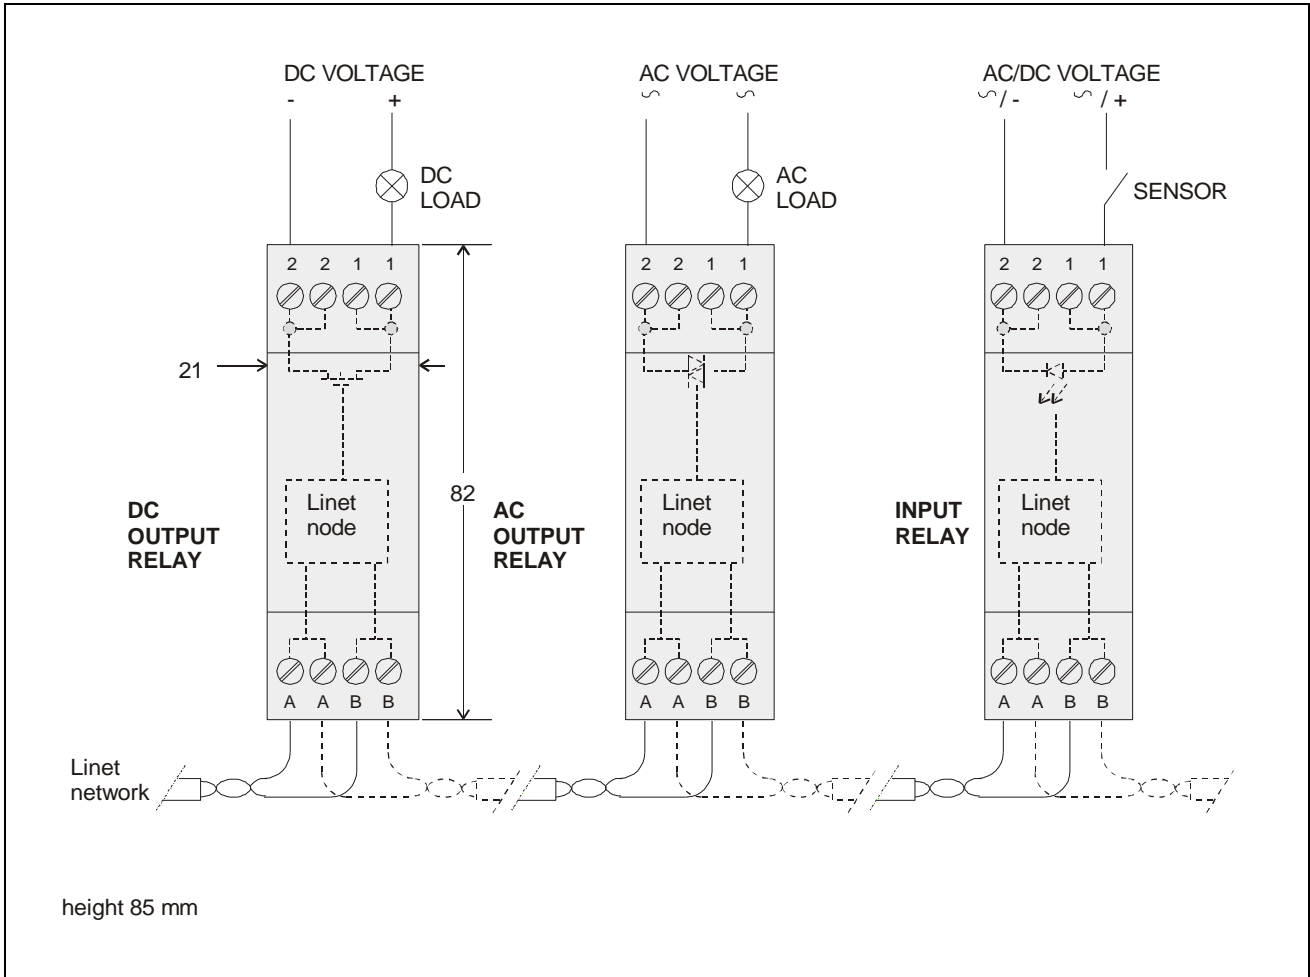 DC VOLTAGE AC VOLTAGE AC/DC VOLTAGE
- + ∽ ∽ ∽ / - ∽ / +
DC
LOAD
AC
LOAD
SENSOR
2 2 1 1 2 2 1 1 2 2 1 1
21
82
DC
OUTPUT
RELAY
Linet
node
AC
OUTPUT
RELAY
Linet
node
INPUT
RELAY
Linet
node
A A B B A A B B A A B B
Linet
network
height 85 mm